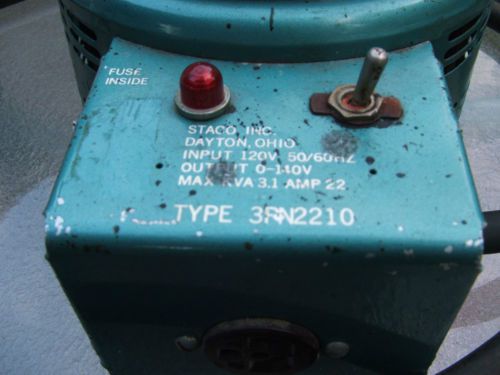 FUSE
INSIDE
STACO, INC.
DAYTON, OHIO
INPUT 120V 50/60HZ
OUTPUT 0-140V
MAX KVA 3.1 AMP 22
TYPE 3PN2210